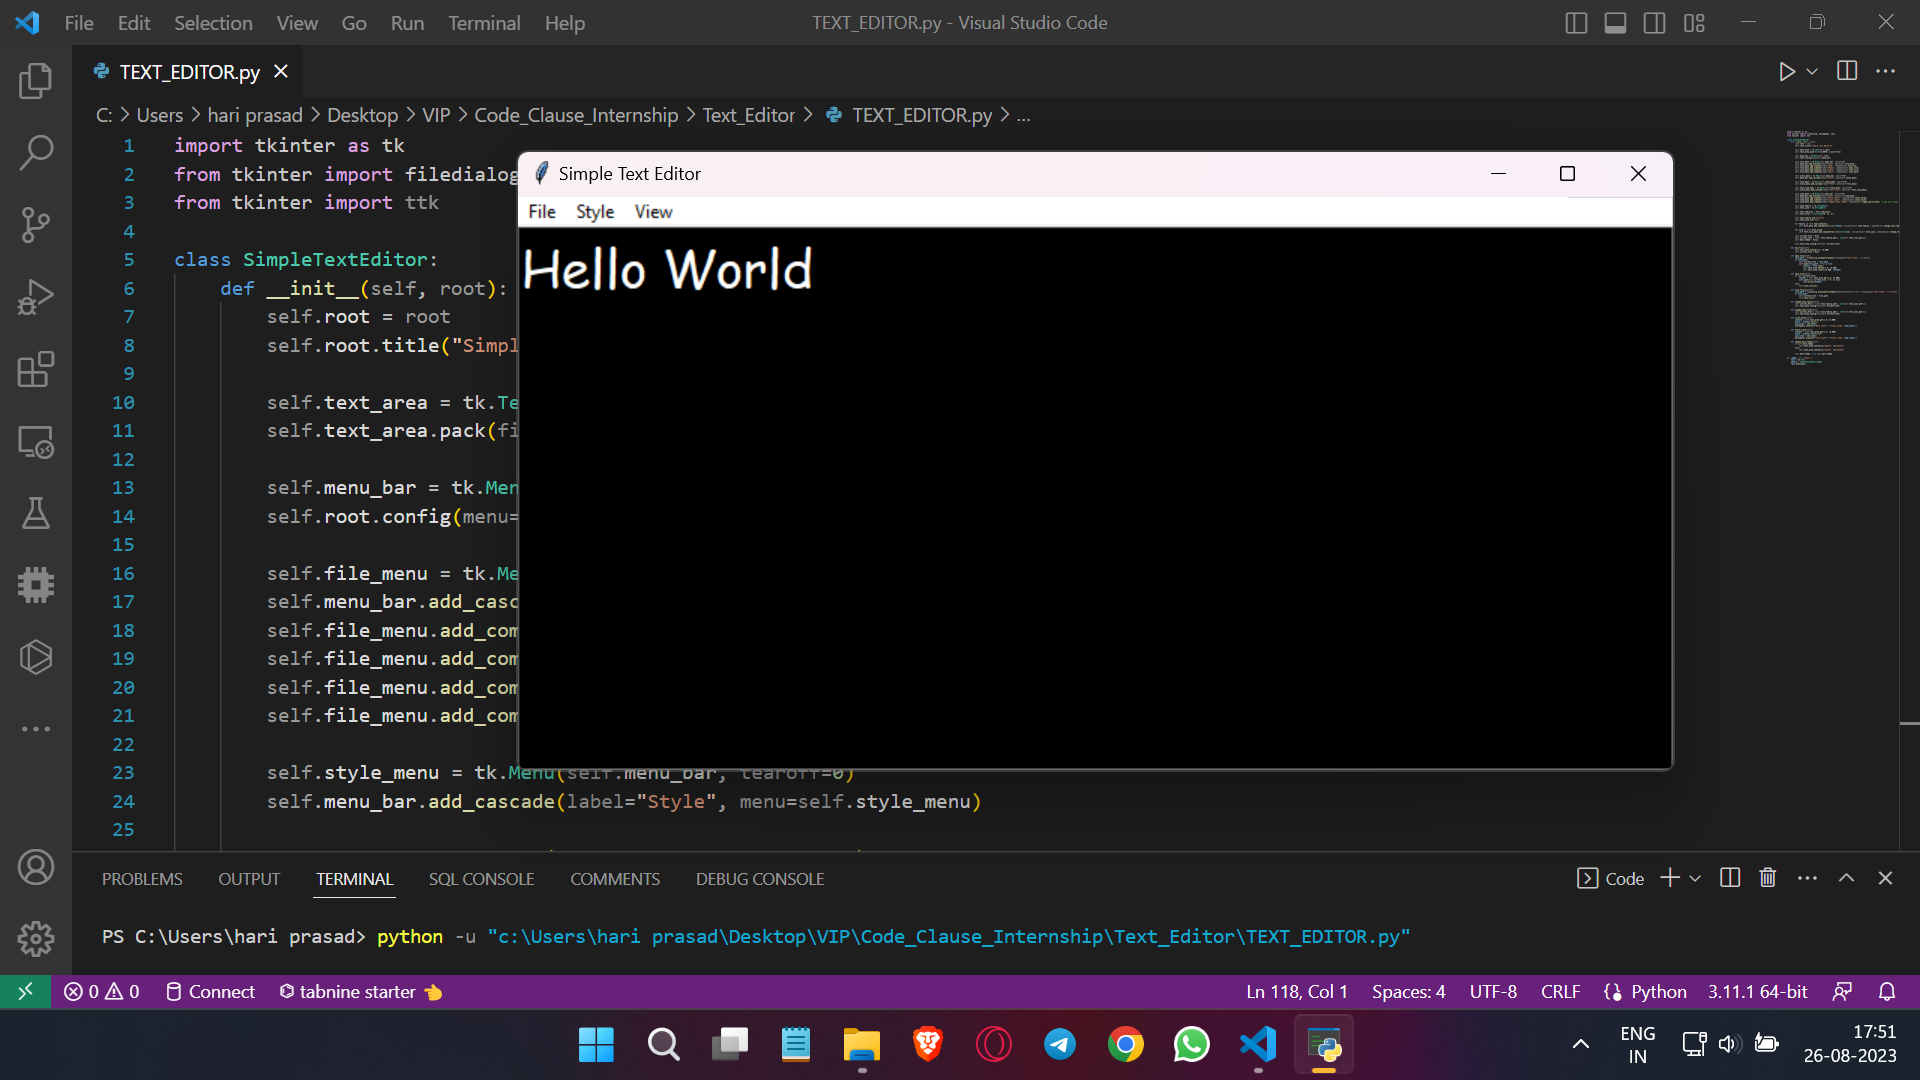 File Edit Selection View Go Run Terminal Help
TEXT_EDITOR.py - Visual Studio Code
TEXT_EDITOR.py
C: > Users > hari prasad > Desktop > VIP > Code_Clause_Internship > Text_Editor > TEXT_EDITOR.py > ...
1 import tkinter as tk
2 from tkinter import filedialog
3 from tkinter import ttk
4
5 class SimpleTextEditor:
6 def __init__(self, root):
7 self.root = root
8 self.root.title("Simpl
9
10 self.text_area = tk.Te
11 self.text_area.pack(fi
12
13 self.menu_bar = tk.Men
14 self.root.config(menu=
15
16 self.file_menu = tk.Me
17 self.menu_bar.add_casc
18 self.file_menu.add_com
19 self.file_menu.add_com
20 self.file_menu.add_com
21 self.file_menu.add_com
22
23 self.style_menu = tk.Menu(self.menu_bar, tearoff=0)
24 self.menu_bar.add_cascade(label="Style", menu=self.style_menu)
25
Simple Text Editor
File Style View
Hello World
PROBLEMS OUTPUT TERMINAL SQL CONSOLE COMMENTS DEBUG CONSOLE
Code
PS C:\Users\hari prasad> python -u "c:\Users\hari prasad\Desktop\VIP\Code_Clause_Internship\Text_Editor\TEXT_EDITOR.py"
0 0 Connect tabnine starter
Ln 118, Col 1 Spaces: 4 UTF-8 CRLF Python 3.11.1 64-bit
ENG
IN
17:51
26-08-2023